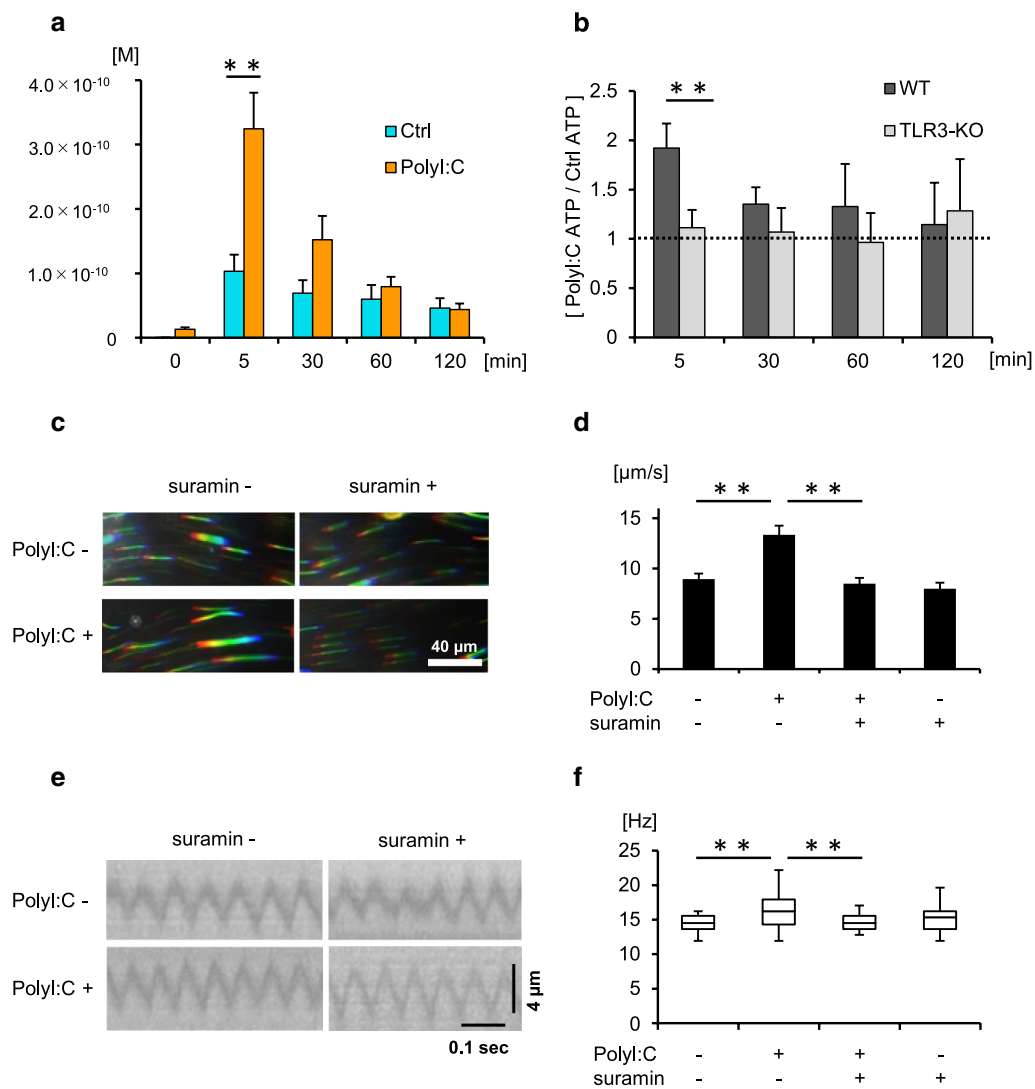 a
[M]
* *
4.0×10⁻¹⁰
3.0×10⁻¹⁰
2.0×10⁻¹⁰
1.0×10⁻¹⁰
0
Ctrl
PolyI:C
0 5 30 60 120 [min]
b
[ PolyI:C ATP / Ctrl ATP ]
* *
2.5
2
1.5
1
0.5
0
WT
TLR3-KO
5 30 60 120 [min]
c
suramin - suramin +
PolyI:C -
PolyI:C +
40 µm
d
[µm/s]
* * * *
15
10
5
0
PolyI:C - + + -
suramin - - + +
e
suramin - suramin +
PolyI:C -
PolyI:C +
4 µm
0.1 sec
f
[Hz]
* * * *
25
20
15
10
5
0
PolyI:C - + + -
suramin - - + +